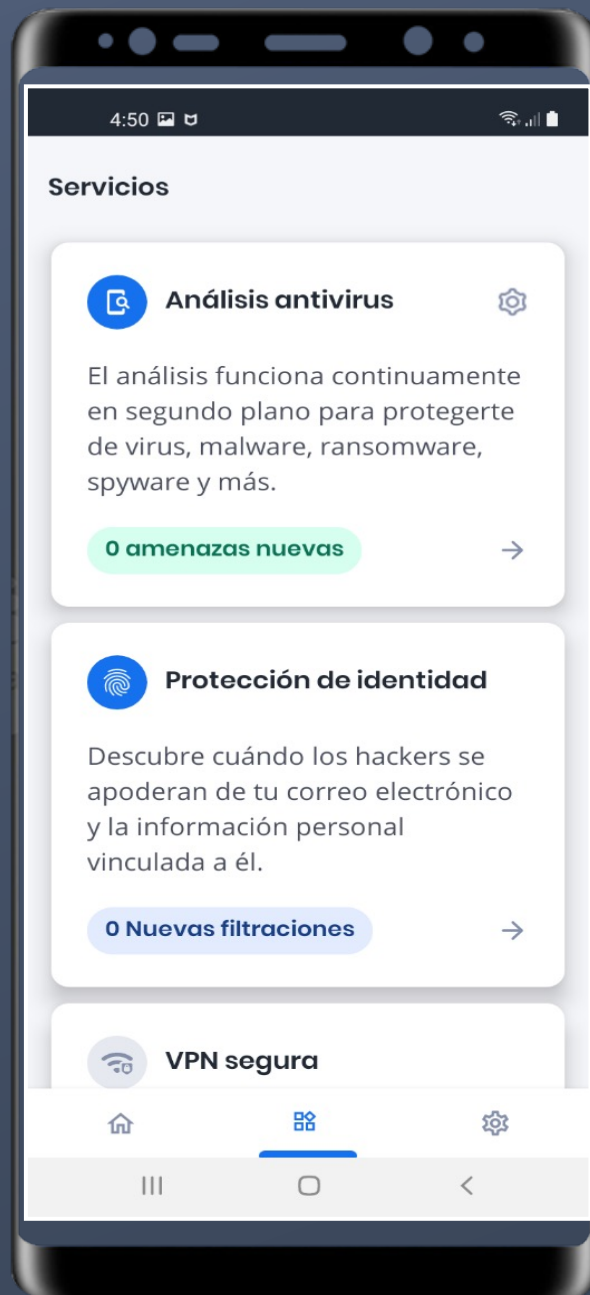 4:50
Servicios
Análisis antivirus
El análisis funciona continuamente
en segundo plano para protegerte
de virus, malware, ransomware,
spyware y más.
0 amenazas nuevas
Protección de identidad
Descubre cuándo los hackers se
apoderan de tu correo electrónico
y la información personal
vinculada a él.
0 Nuevas filtraciones
VPN segura